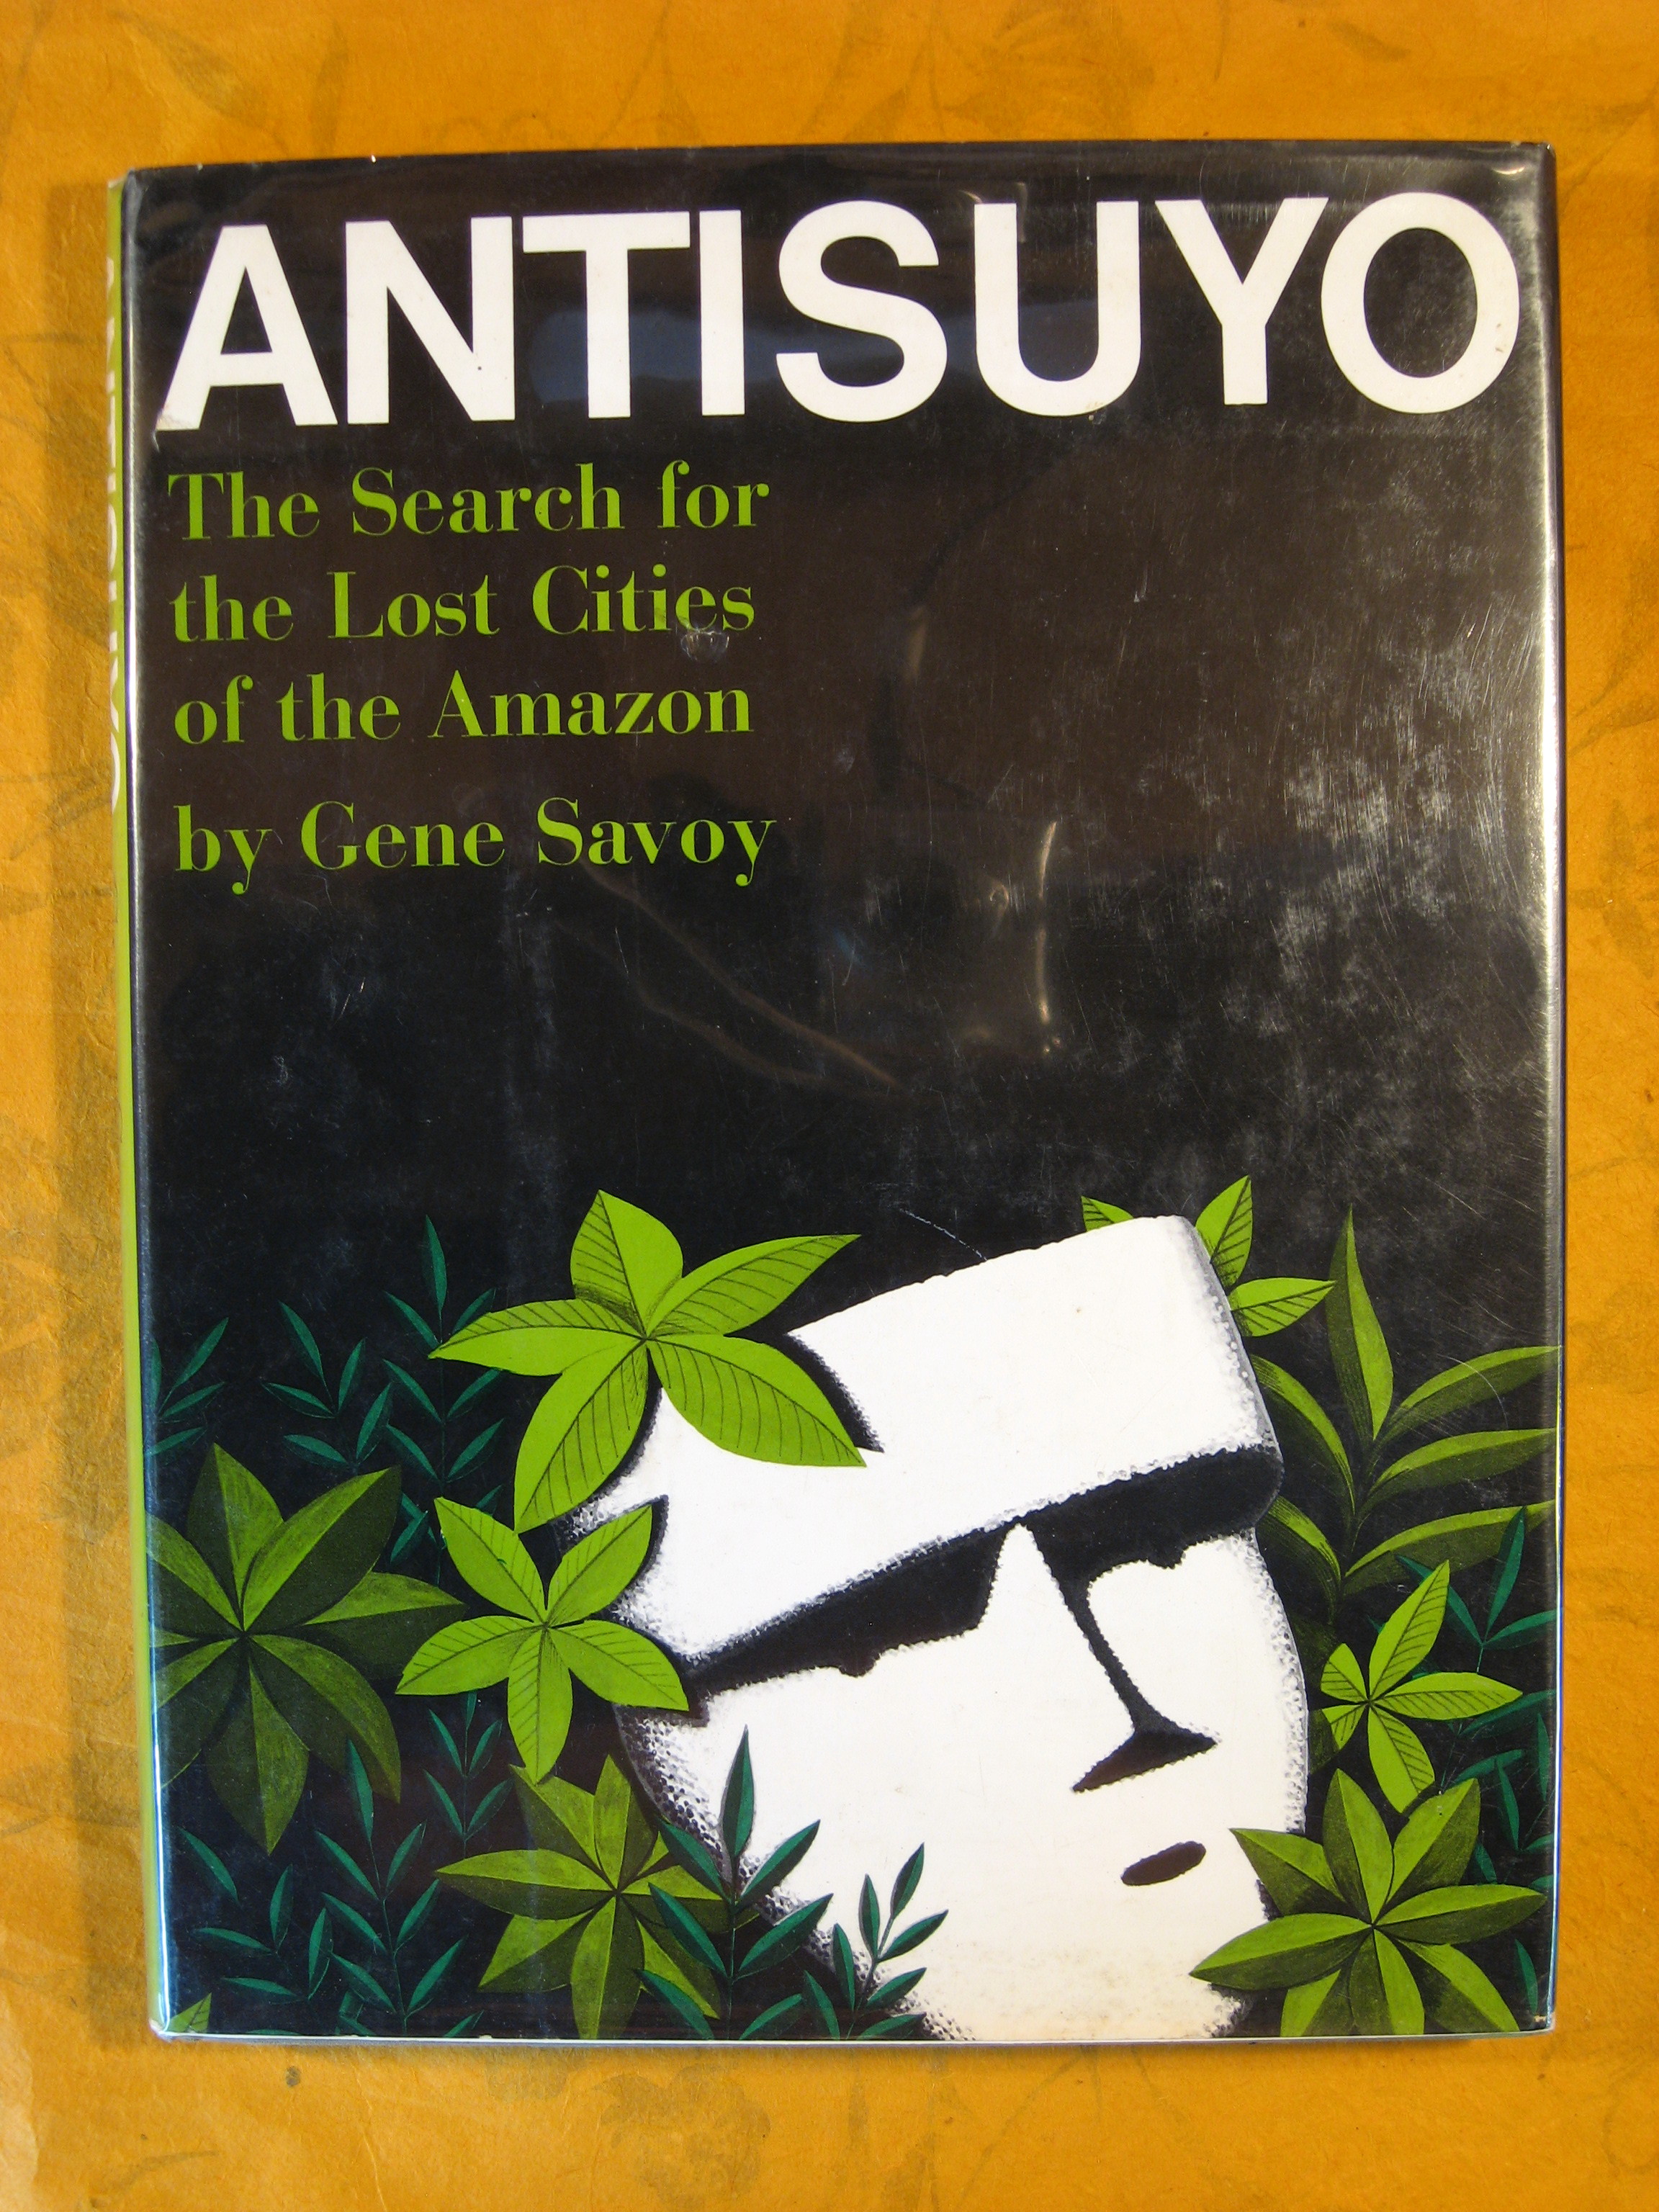 ANTISUYO
The Search for
the Lost Cities
of the Amazon
by Gene Savoy